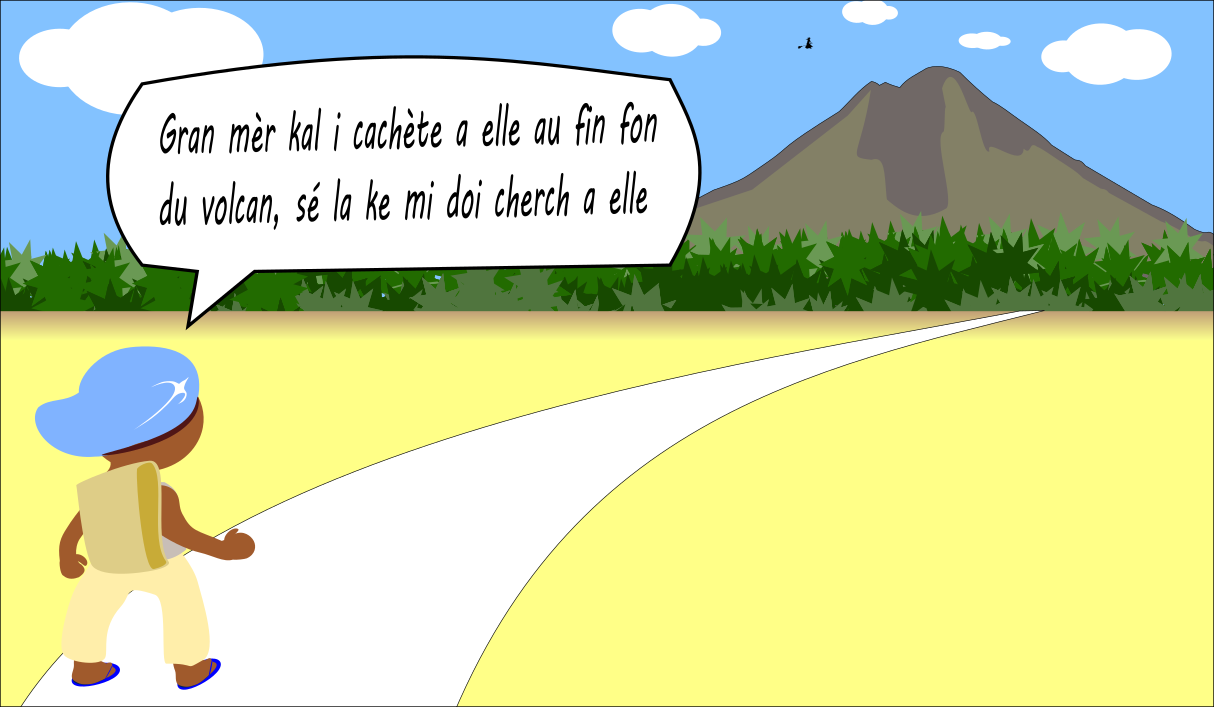 Gran mèr kal i cachète a elle au fin fon
du volcan, sé la ke mi doi cherch a elle